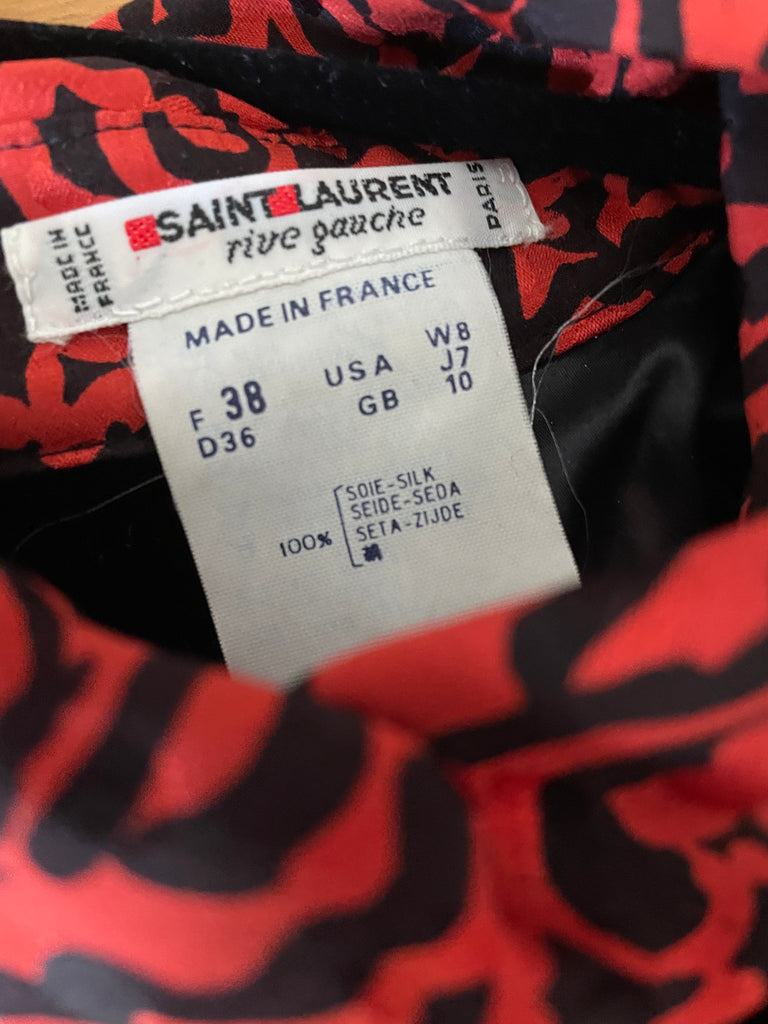 SAINT LAURENT
rive gauche
PARIS
MADE IN
FRANCE
MADE IN FRANCE
F 38 USA W8
J7
D36 GB 10
100% SOIE-SILK
SEIDE-SEDA
SETA-ZIJDE
絹